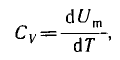 C_V = dU_m / dT,